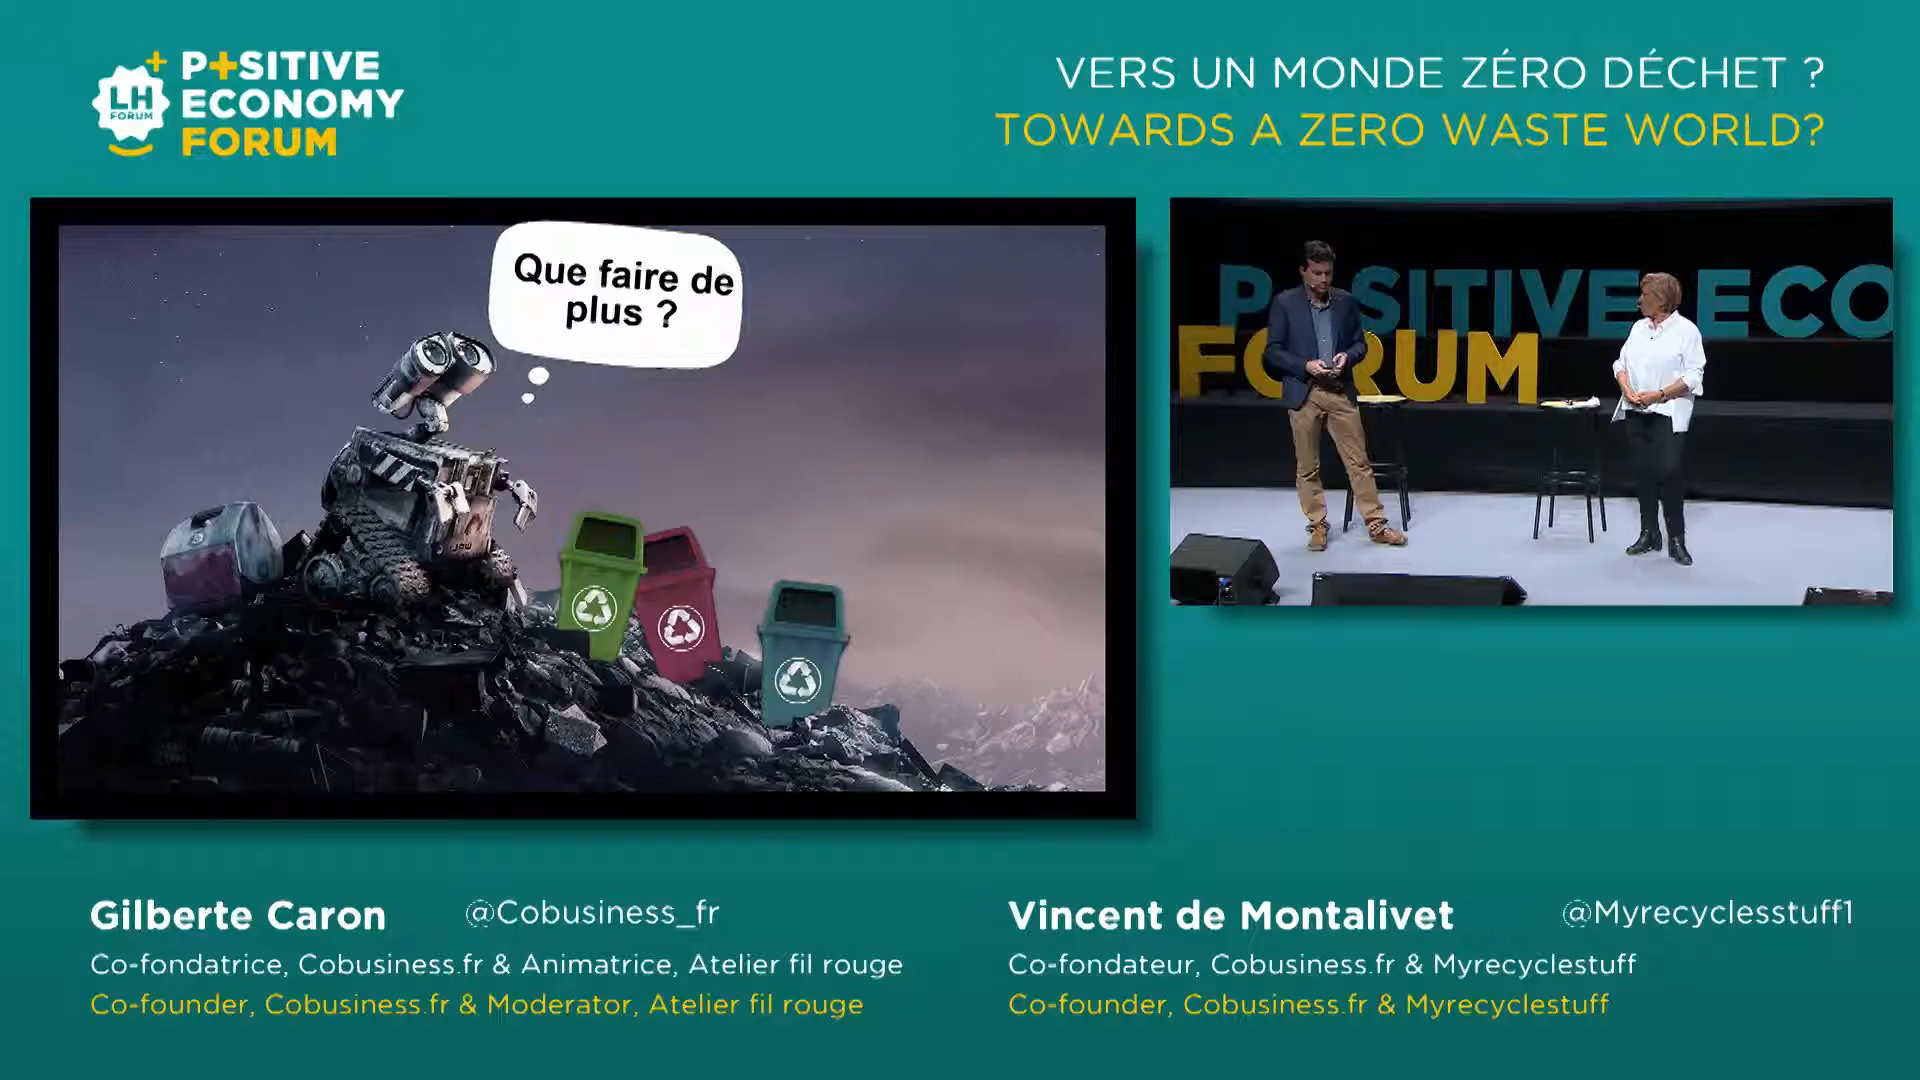 P+SITIVE
ECONOMY
FORUM
LH
FORUM
VERS UN MONDE ZÉRO DÉCHET ?
TOWARDS A ZERO WASTE WORLD?
Que faire de
plus ?
P SITIVE ECO
FORUM
Gilberte Caron @Cobusiness_fr
Co-fondatrice, Cobusiness.fr & Animatrice, Atelier fil rouge
Co-founder, Cobusiness.fr & Moderator, Atelier fil rouge
Vincent de Montalivet @Myrecyclesstuff1
Co-fondateur, Cobusiness.fr & Myrecyclestuff
Co-founder, Cobusiness.fr & Myrecyclestuff